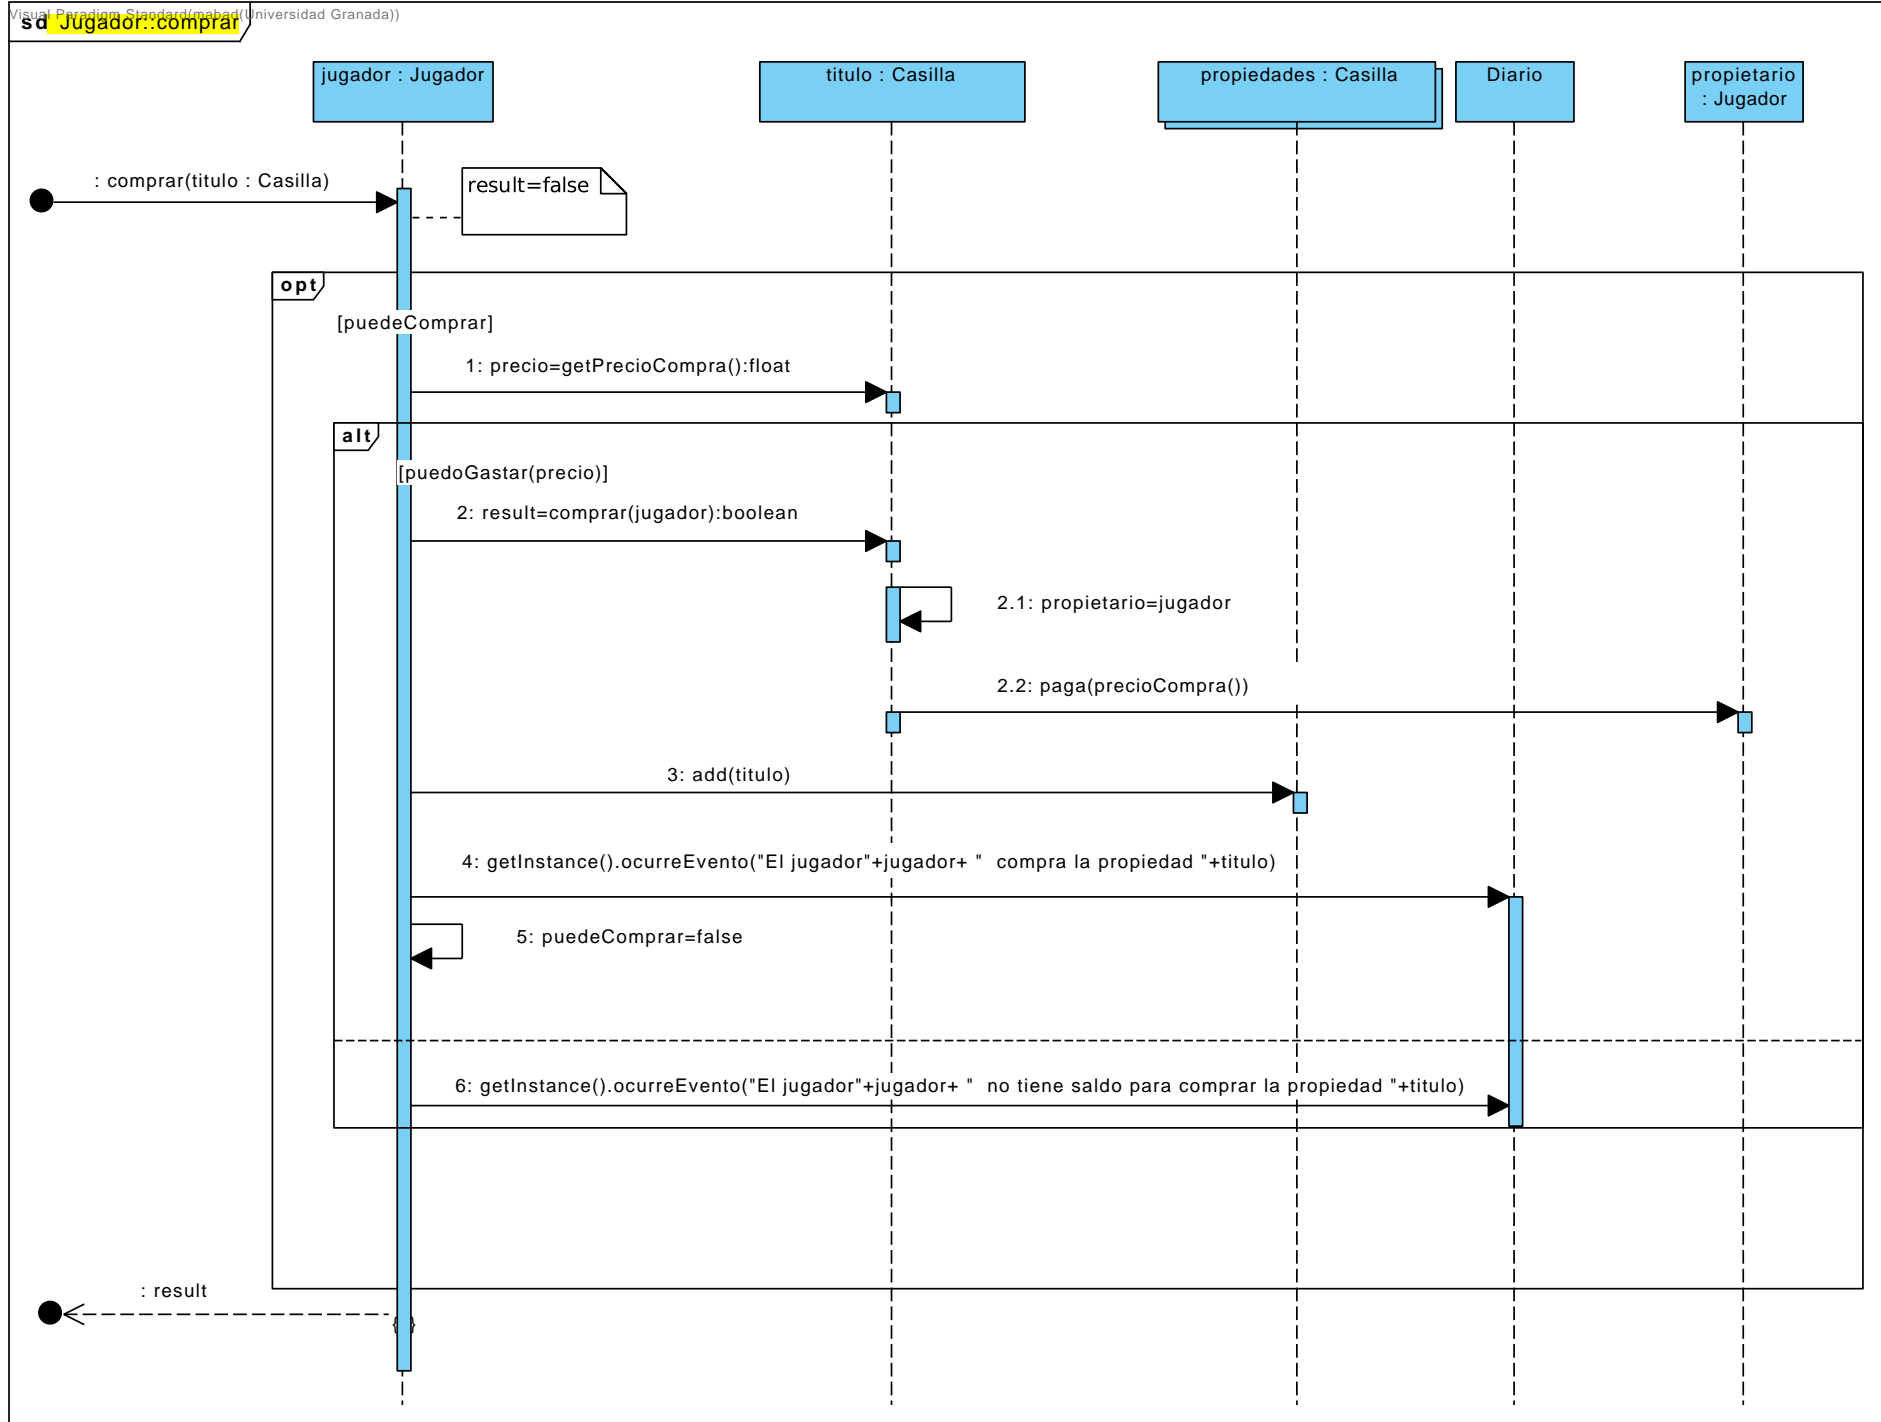 Visual Paradigm Standard(mabad(Universidad Granada))
sd Jugador::comprar
jugador : Jugador
titulo : Casilla
propiedades : Casilla
Diario
propietario
: Jugador
: comprar(titulo : Casilla)
result=false
opt
[puedeComprar]
1: precio=getPrecioCompra():float
alt
[puedoGastar(precio)]
2: result=comprar(jugador):boolean
2.1: propietario=jugador
2.2: paga(precioCompra())
3: add(titulo)
4: getInstance().ocurreEvento("El jugador"+jugador+ "  compra la propiedad "+titulo)
5: puedeComprar=false
6: getInstance().ocurreEvento("El jugador"+jugador+ "  no tiene saldo para comprar la propiedad "+titulo)
: result
{}